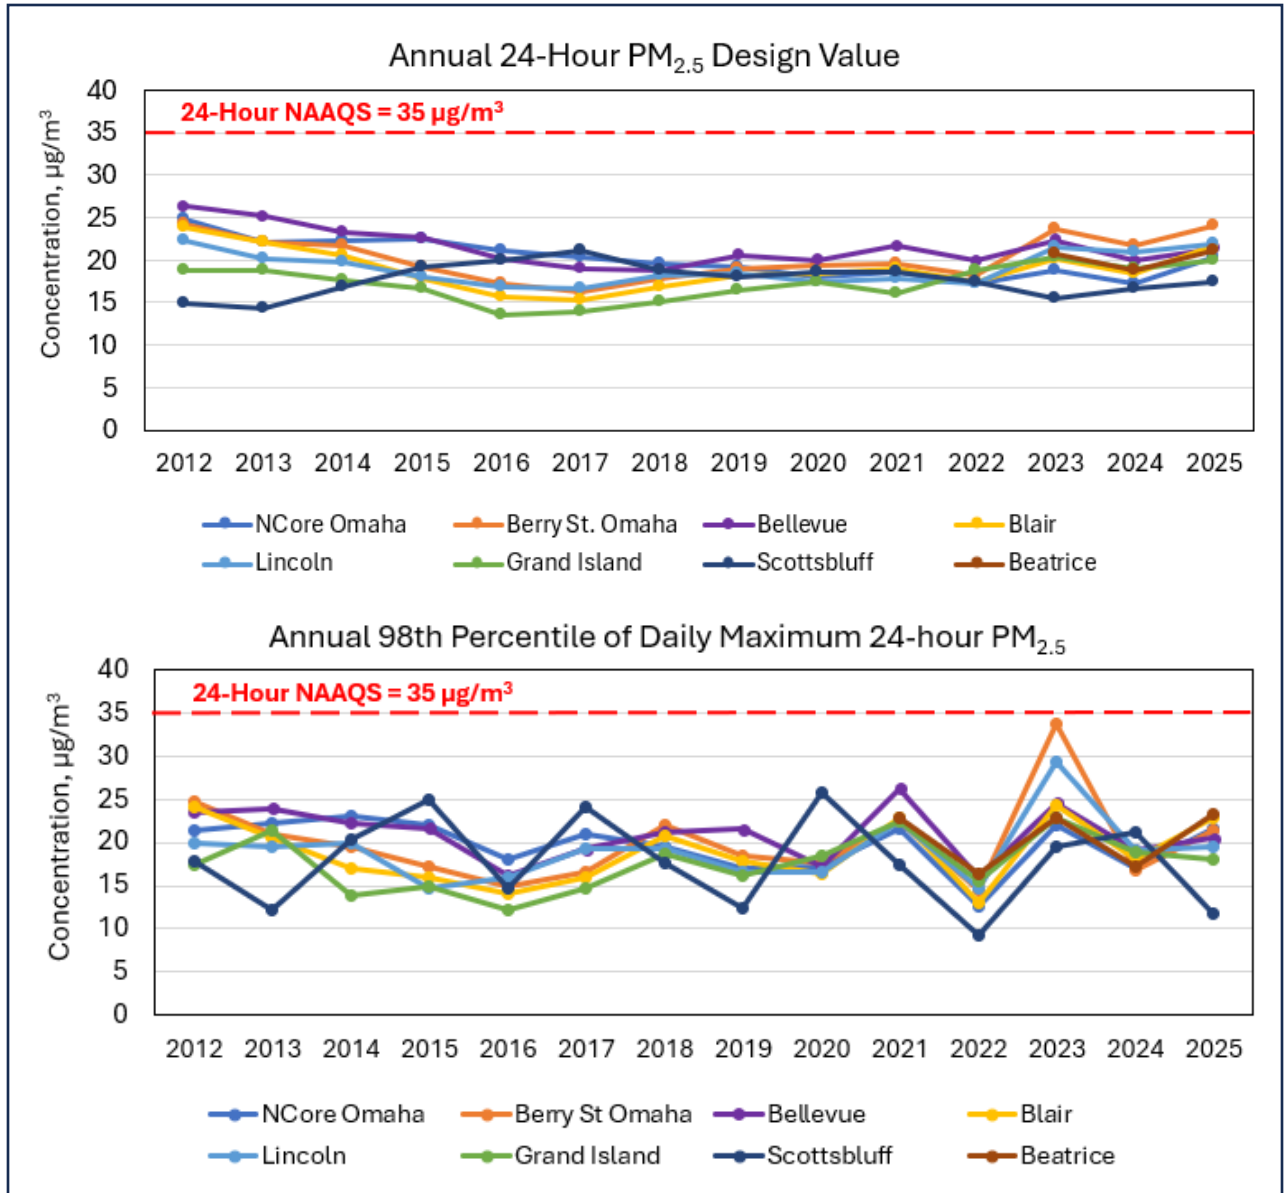 Annual 24-Hour PM2.5 Design Value
24-Hour NAAQS = 35 µg/m³
Concentration, µg/m³
40
35
30
25
20
15
10
5
0
2012 2013 2014 2015 2016 2017 2018 2019 2020 2021 2022 2023 2024 2025
NCore Omaha Berry St. Omaha Bellevue Blair
Lincoln Grand Island Scottsbluff Beatrice
Annual 98th Percentile of Daily Maximum 24-hour PM2.5
24-Hour NAAQS = 35 µg/m³
Concentration, µg/m³
40
35
30
25
20
15
10
5
0
2012 2013 2014 2015 2016 2017 2018 2019 2020 2021 2022 2023 2024 2025
NCore Omaha Berry St Omaha Bellevue Blair
Lincoln Grand Island Scottsbluff Beatrice